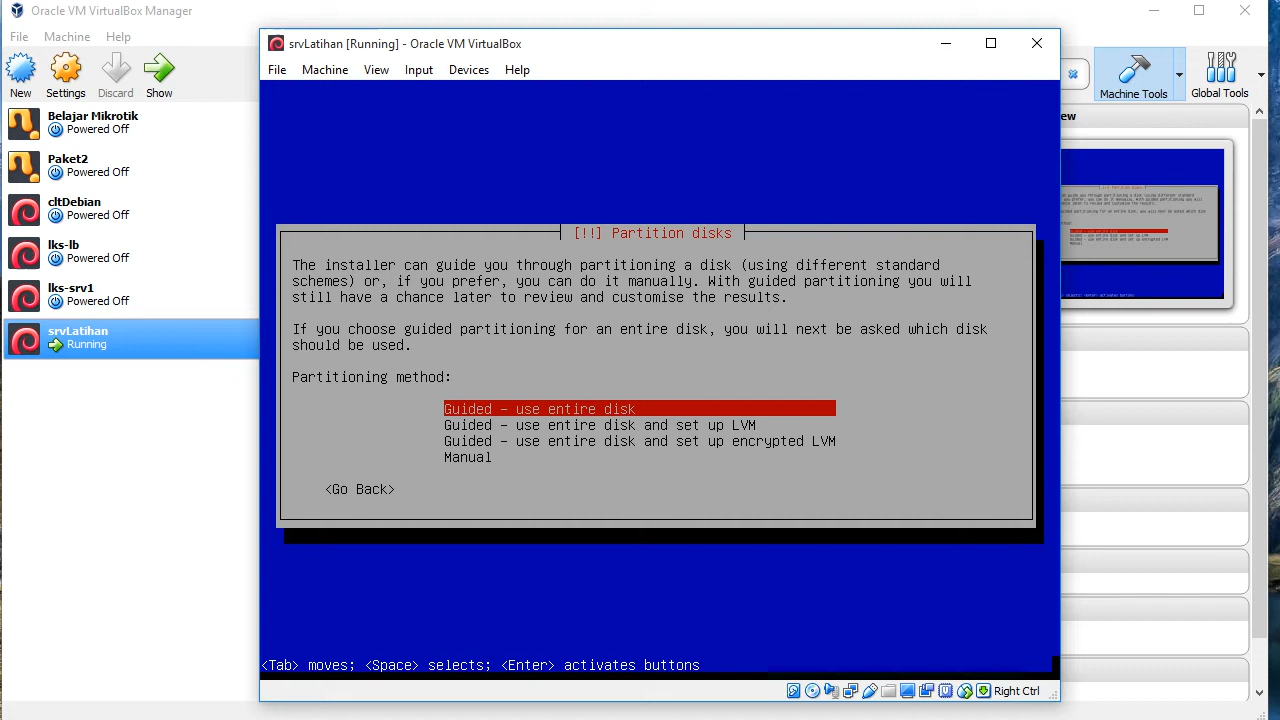 Oracle VM VirtualBox Manager
File Machine Help
New Settings Discard Show
Machine Tools
Global Tools
Belajar Mikrotik
Powered Off
Paket2
Powered Off
cltDebian
Powered Off
lks-lb
Powered Off
lks-srv1
Powered Off
srvLatihan
Running
ew
srvLatihan [Running] - Oracle VM VirtualBox
File Machine View Input Devices Help
[!!] Partition disks
The installer can guide you through partitioning a disk (using different standard
schemes) or, if you prefer, you can do it manually. With guided partitioning you will
still have a chance later to review and customise the results.
If you choose guided partitioning for an entire disk, you will next be asked which disk
should be used.
Partitioning method:
Guided - use entire disk
Guided - use entire disk and set up LVM
Guided - use entire disk and set up encrypted LVM
Manual
<Go Back>
<Tab> moves; <Space> selects; <Enter> activates buttons
Right Ctrl